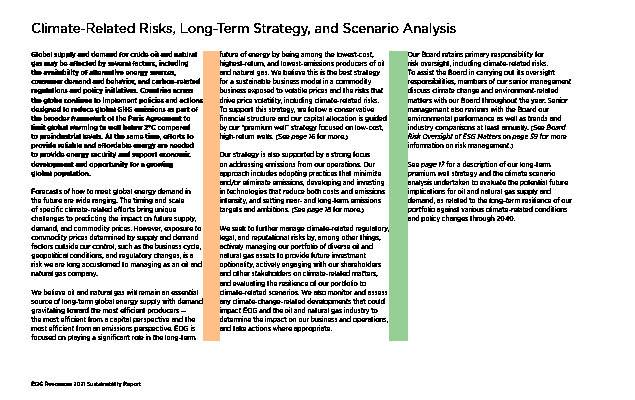 Climate-Related Risks, Long-Term Strategy, and Scenario Analysis
Global supply and demand for crude oil and natural
gas may be affected by several factors, including
the availability of alternative energy sources,
consumer demand and behavior, and carbon-related
regulations and policy initiatives. Countries across
the globe continue to implement policies and actions
designed to reduce global GHG emissions as part of
the broader framework of the Paris Agreement to
limit global warming to well below 2°C compared
to preindustrial levels. At the same time, efforts to
provide reliable and affordable energy are needed
to provide energy security and support economic
development and opportunity for a growing
global population.
Forecasts of how to meet global energy demand in
the future are wide ranging. The timing and scale
of specific climate-related efforts bring unique
challenges to predicting the impact on future supply,
demand, and commodity prices. However, exposure to
commodity prices determined by supply and demand
factors outside our control, such as the business cycle,
geopolitical conditions, and regulatory changes, is a
risk we are long accustomed to managing as an oil and
natural gas company.
We believe oil and natural gas will remain an essential
source of long-term global energy supply with demand
gravitating toward the most efficient producers —
the most efficient from a capital perspective and the
most efficient from an emissions perspective. EOG is
focused on playing a significant role in the long-term
future of energy by being among the lowest-cost,
highest-return, and lowest-emissions producers of oil
and natural gas. We believe this is the best strategy
for a sustainable business model in a commodity
business exposed to volatile prices and the risks that
drive price volatility, including climate-related risks.
To support this strategy, we follow a conservative
financial structure and our capital allocation is guided
by our “premium well” strategy focused on low-cost,
high-return wells. (See page 16 for more.)
Our strategy is also supported by a strong focus
on addressing emissions from our operations. Our
approach includes adopting practices that minimize
and/or eliminate emissions, developing and investing
in technologies that reduce both costs and emissions
intensity, and setting near- and long-term emissions
targets and ambitions. (See page 18 for more.)
We seek to further manage climate-related regulatory,
legal, and reputational risks by, among other things,
actively managing our portfolio of diverse oil and
natural gas assets to provide future investment
optionality, actively engaging with our shareholders
and other stakeholders on climate-related matters,
and evaluating the resilience of our portfolio to
climate-related scenarios. We also monitor and assess
any climate-change-related developments that could
impact EOG and the oil and natural gas industry to
determine the impact on our business and operations,
and take actions where appropriate.
Our Board retains primary responsibility for
risk oversight, including climate-related risks.
To assist the Board in carrying out its oversight
responsibilities, members of our senior management
discuss climate change and environment-related
matters with our Board throughout the year. Senior
management also reviews with the Board our
environmental performance as well as trends and
industry comparisons at least annually. (See Board
Risk Oversight of ESG Matters on page 59 for more
information on risk management.)
See page 17 for a description of our long-term
premium well strategy and the climate scenario
analysis undertaken to evaluate the potential future
implications for oil and natural gas supply and
demand, as related to the long-term resilience of our
portfolio against various climate-related conditions
and policy changes through 2040.
EOG Resources 2021 Sustainability Report